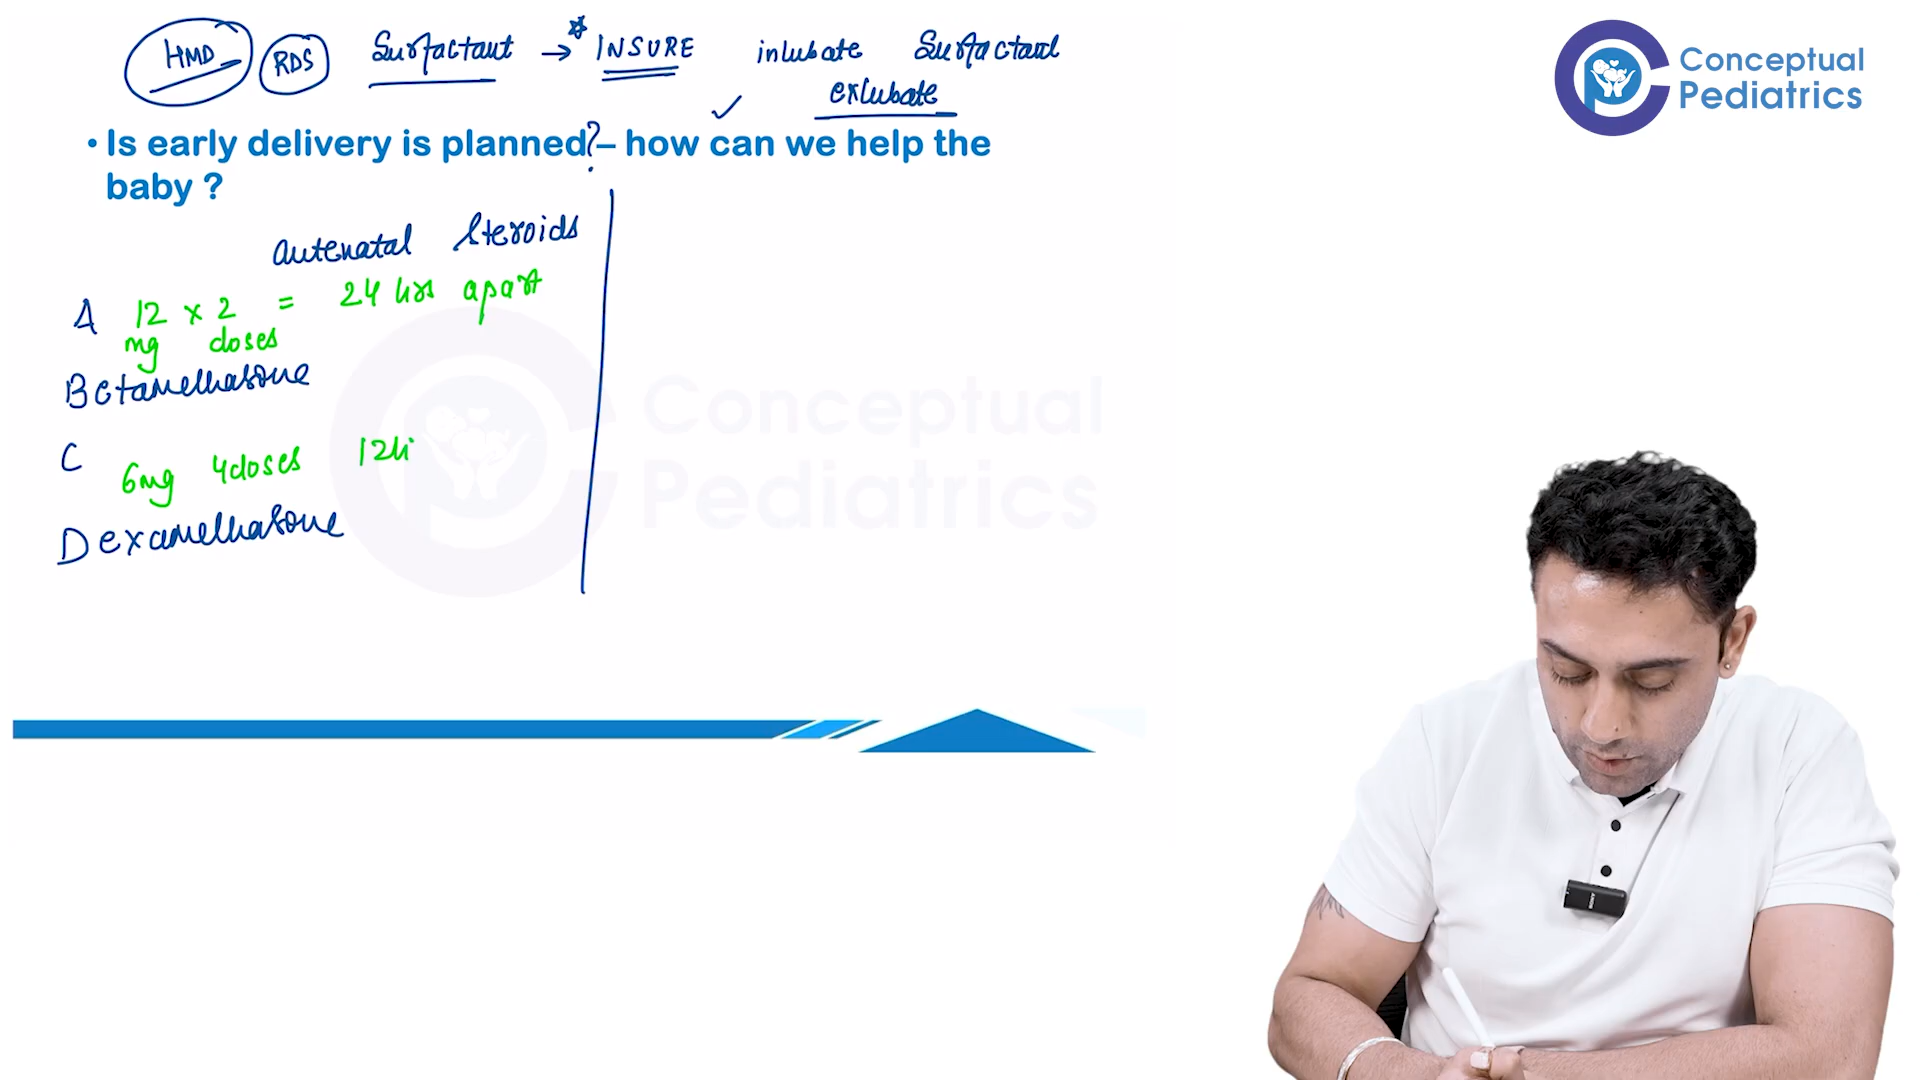 HMD RDS Surfactant → INSURE intubate Surfactant
extubate
• Is early delivery is planned?– how can we help the
baby ?
antenatal steroids
A 12 x 2 = 24 hrs apart
mg doses
Betamethasone
C 6mg 4doses 12h
Dexamethasone
Conceptual
Pediatrics
Conceptual
Pediatrics